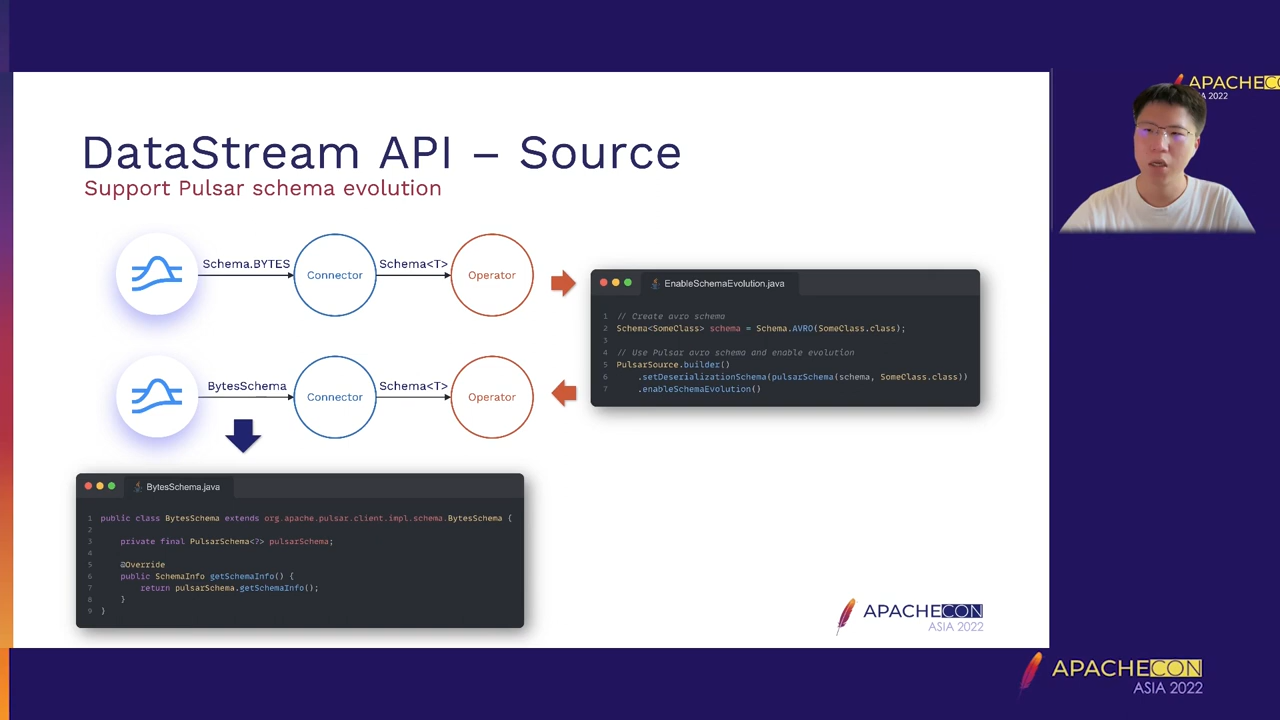 DataStream API – Source
Support Pulsar schema evolution
Schema.BYTES
Connector
Schema<T>
Operator
EnableSchemaEvolution.java
1 // Create avro schema
2 Schema<SomeClass> schema = Schema.AVRO(SomeClass.class);
3
4 // Use Pulsar avro schema and enable evolution
5 PulsarSource.builder()
6 .setDeserializationSchema(pulsarSchema(schema, SomeClass.class))
7 .enableSchemaEvolution()
BytesSchema
Connector
Schema<T>
Operator
BytesSchema.java
1 public class BytesSchema extends org.apache.pulsar.client.impl.schema.BytesSchema {
2
3 private final PulsarSchema<?> pulsarSchema;
4
5 @Override
6 public SchemaInfo getSchemaInfo() {
7 return pulsarSchema.getSchemaInfo();
8 }
9 }
APACHECON
ASIA 2022
APACHECO
A 2022
APACHECON
ASIA 2022